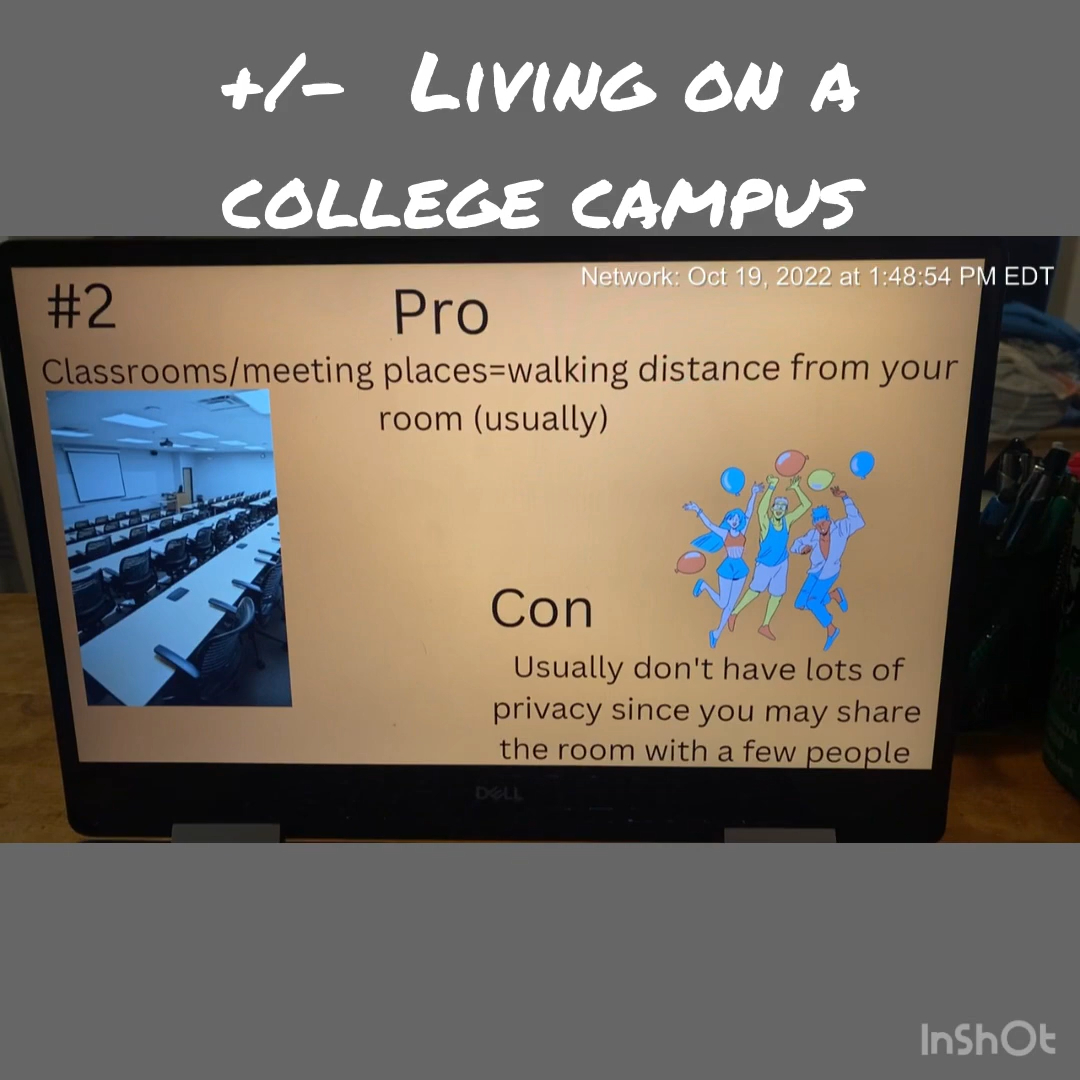 +/- Living on a
college campus
Network: Oct 19, 2022 at 1:48:54 PM EDT
#2
Pro
Classrooms/meeting places=walking distance from your
room (usually)
Con
Usually don't have lots of
privacy since you may share
the room with a few people
DELL
InShOt